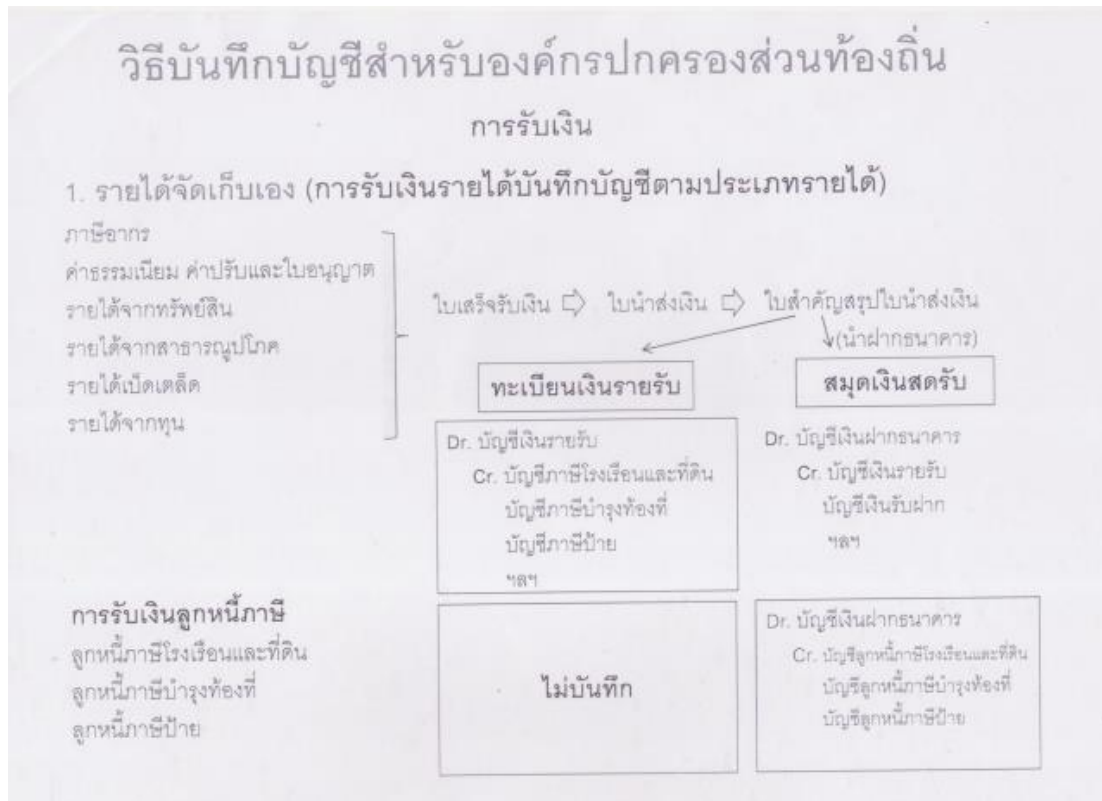 วิธีบันทึกบัญชีสำหรับองค์กรปกครองส่วนท้องถิ่น
การรับเงิน
1. รายได้จัดเก็บเอง (การรับเงินรายได้บันทึกบัญชีตามประเภทรายได้)
ภาษีอากร
ค่าธรรมเนียม ค่าปรับและใบอนุญาต
รายได้จากทรัพย์สิน
รายได้จากสาธารณูปโภค
รายได้เบ็ดเตล็ด
รายได้จากทุน
ใบเสร็จรับเงิน ⇨ ใบนำส่งเงิน ⇨ ใบสำคัญสรุปใบนำส่งเงิน
(นำฝากธนาคาร)
ทะเบียนเงินรายรับ
Dr. บัญชีเงินรายรับ
Cr. บัญชีภาษีโรงเรือนและที่ดิน
บัญชีภาษีบำรุงท้องที่
บัญชีภาษีป้าย
ฯลฯ
สมุดเงินสดรับ
Dr. บัญชีเงินฝากธนาคาร
Cr. บัญชีเงินรายรับ
บัญชีเงินรับฝาก
ฯลฯ
การรับเงินลูกหนี้ภาษี
ลูกหนี้ภาษีโรงเรือนและที่ดิน
ลูกหนี้ภาษีบำรุงท้องที่
ลูกหนี้ภาษีป้าย
ไม่บันทึก
Dr. บัญชีเงินฝากธนาคาร
Cr. บัญชีลูกหนี้ภาษีโรงเรือนและที่ดิน
บัญชีลูกหนี้ภาษีบำรุงท้องที่
บัญชีลูกหนี้ภาษีป้าย